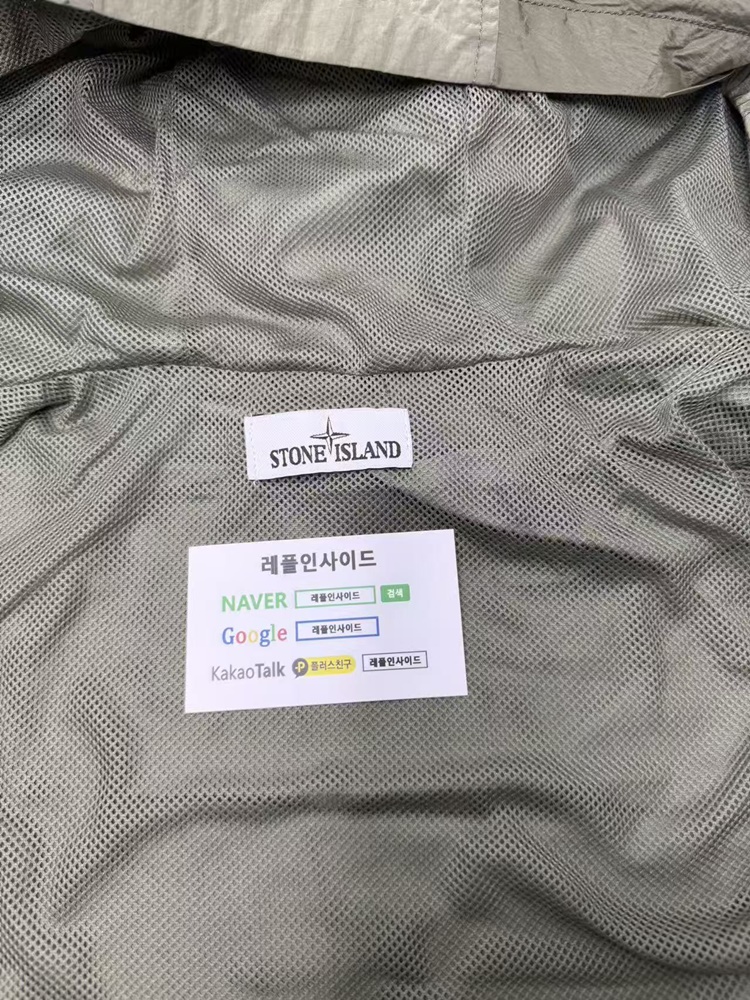 STONE ISLAND
레플인사이드
NAVER 레플인사이드 검색
Google 레플인사이드
KakaoTalk P 플러스친구 레플인사이드